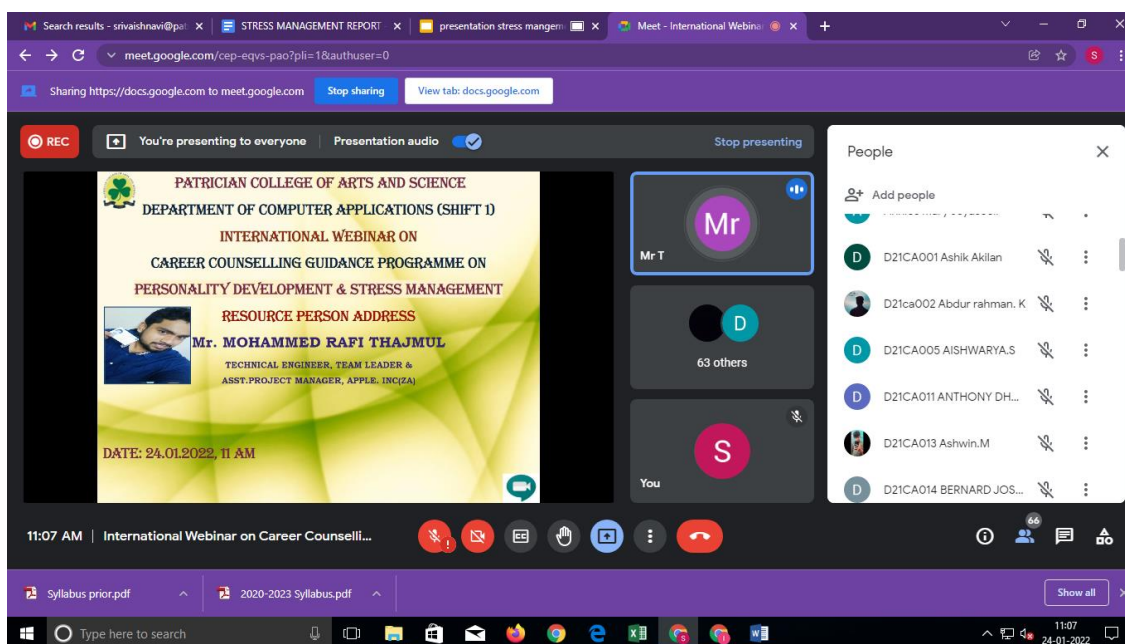 Search results - srivaishnavi@pat
STRESS MANAGEMENT REPORT
presentation stress mangem
Meet - International Webina
meet.google.com/cep-eqvs-pao?pli=1&authuser=0
S
Sharing https://docs.google.com to meet.google.com
Stop sharing
View tab: docs.google.com
REC
You're presenting to everyone
Presentation audio
Stop presenting
PATRICIAN COLLEGE OF ARTS AND SCIENCE
DEPARTMENT OF COMPUTER APPLICATIONS (SHIFT 1)
INTERNATIONAL WEBINAR ON
CAREER COUNSELLING GUIDANCE PROGRAMME ON
PERSONALITY DEVELOPMENT & STRESS MANAGEMENT
RESOURCE PERSON ADDRESS
Mr. MOHAMMED RAFI THAJMUL
TECHNICAL ENGINEER, TEAM LEADER &
ASST.PROJECT MANAGER, APPLE, INC(ZA)
DATE: 24.01.2022, 11 AM
Mr
Mr T
D
63 others
S
You
People
Add people
D D21CA001 Ashik Akilan
D21ca002 Abdur rahman. K
D D21CA005 AISHWARYA.S
D D21CA011 ANTHONY DH...
D21CA013 Ashwin.M
D D21CA014 BERNARD JOS...
11:07 AM | International Webinar on Career Counselli...
CC
66
Syllabus prior.pdf
2020-2023 Syllabus.pdf
Show all
Type here to search
11:07
24-01-2022